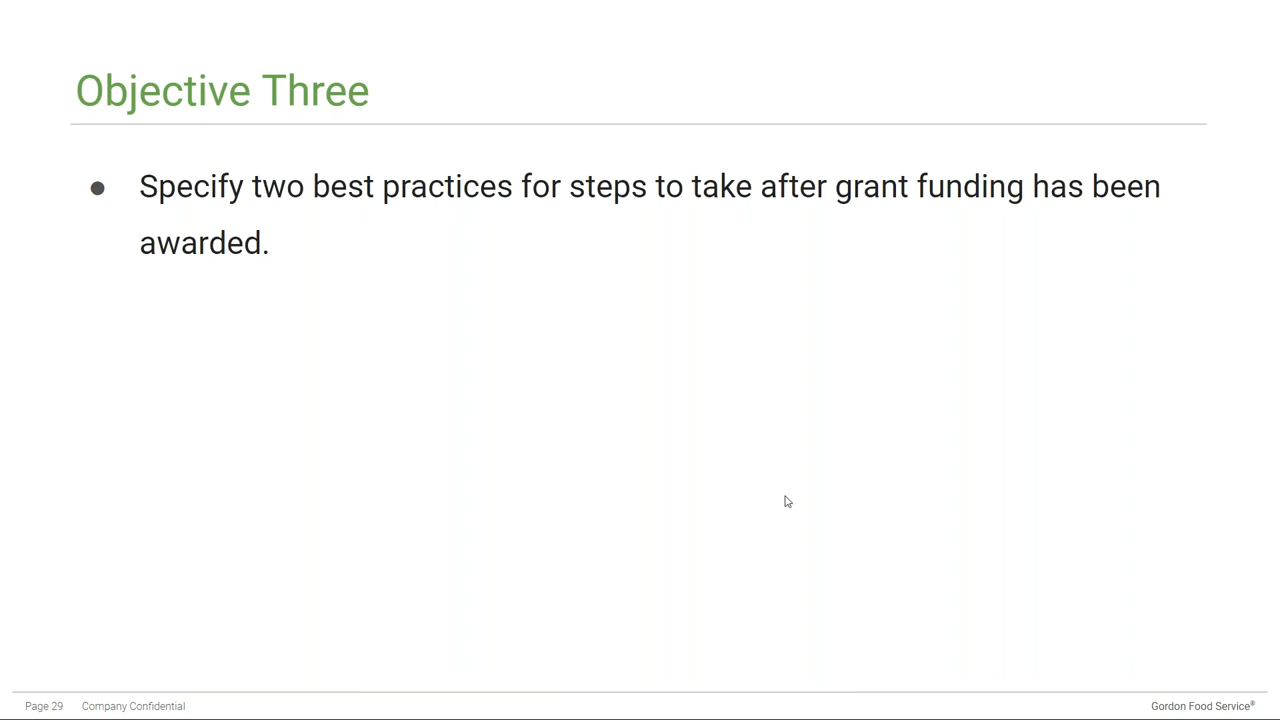 Objective Three
● Specify two best practices for steps to take after grant funding has been
awarded.
Page 29 Company Confidential Gordon Food Service®